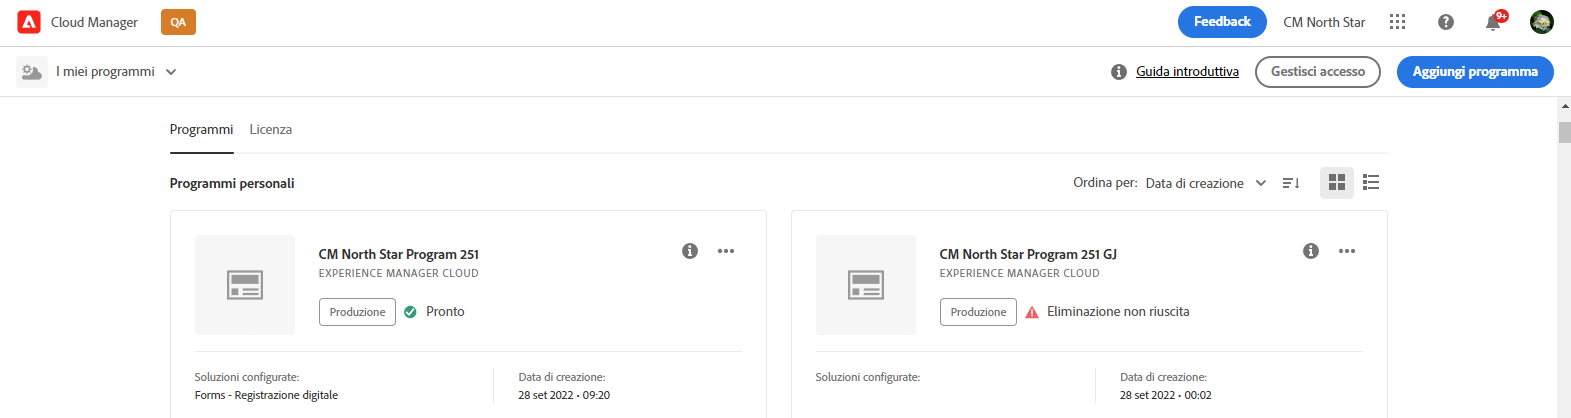 Cloud Manager QA Feedback CM North Star 9+
I miei programmi Guida introduttiva Gestisci accesso Aggiungi programma
Programmi Licenza
Programmi personali Ordina per: Data di creazione
CM North Star Program 251
EXPERIENCE MANAGER CLOUD
Produzione Pronto
Soluzioni configurate:
Forms - Registrazione digitale
Data di creazione:
28 set 2022 • 09:20
CM North Star Program 251 GJ
EXPERIENCE MANAGER CLOUD
Produzione Eliminazione non riuscita
Soluzioni configurate:
Data di creazione:
28 set 2022 • 00:02